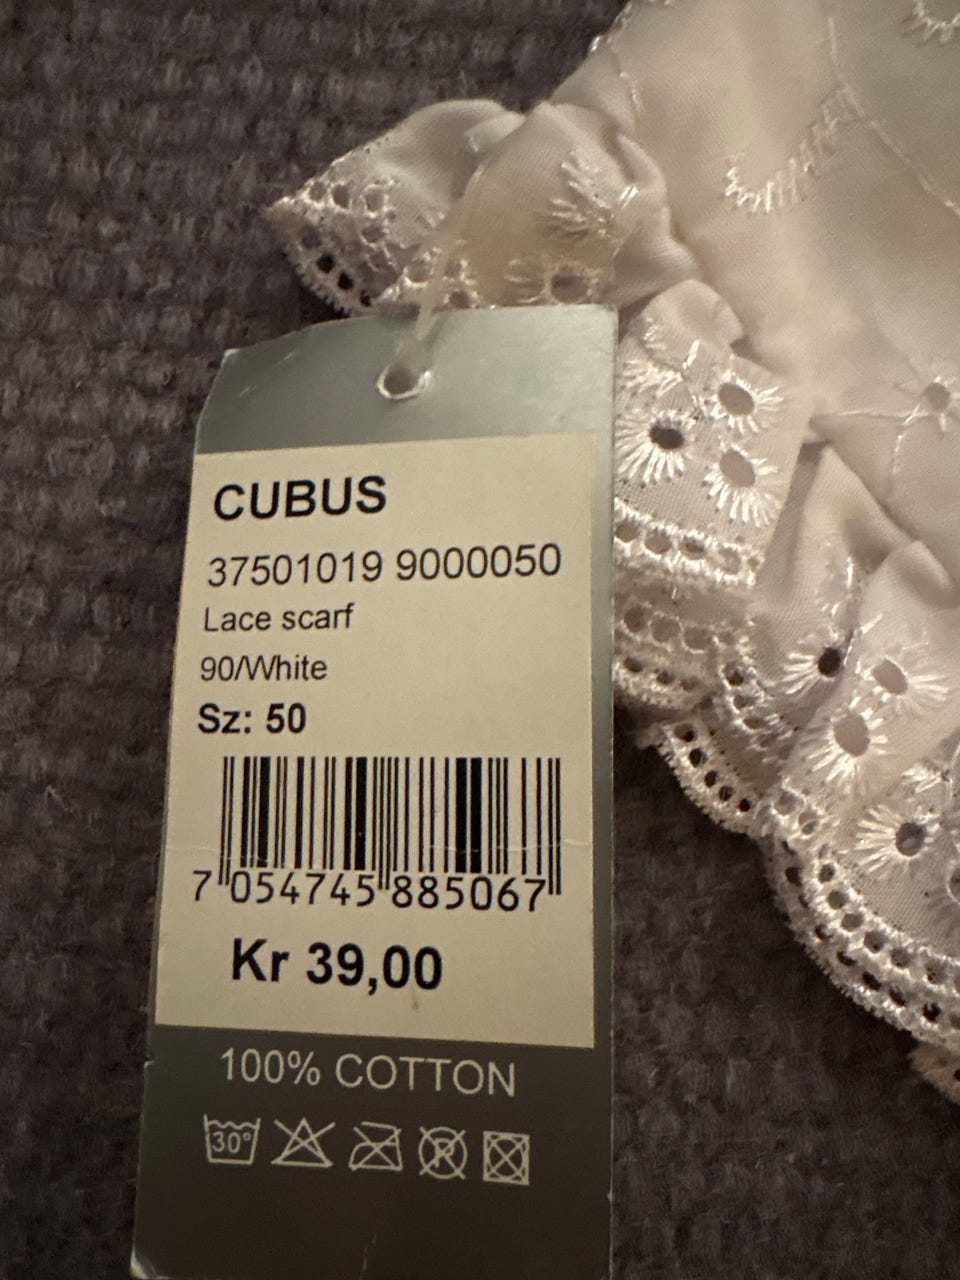 CUBUS
37501019 9000050
Lace scarf
90/White
Sz: 50
7 054745 885067
Kr 39,00
100% COTTON
30°
P